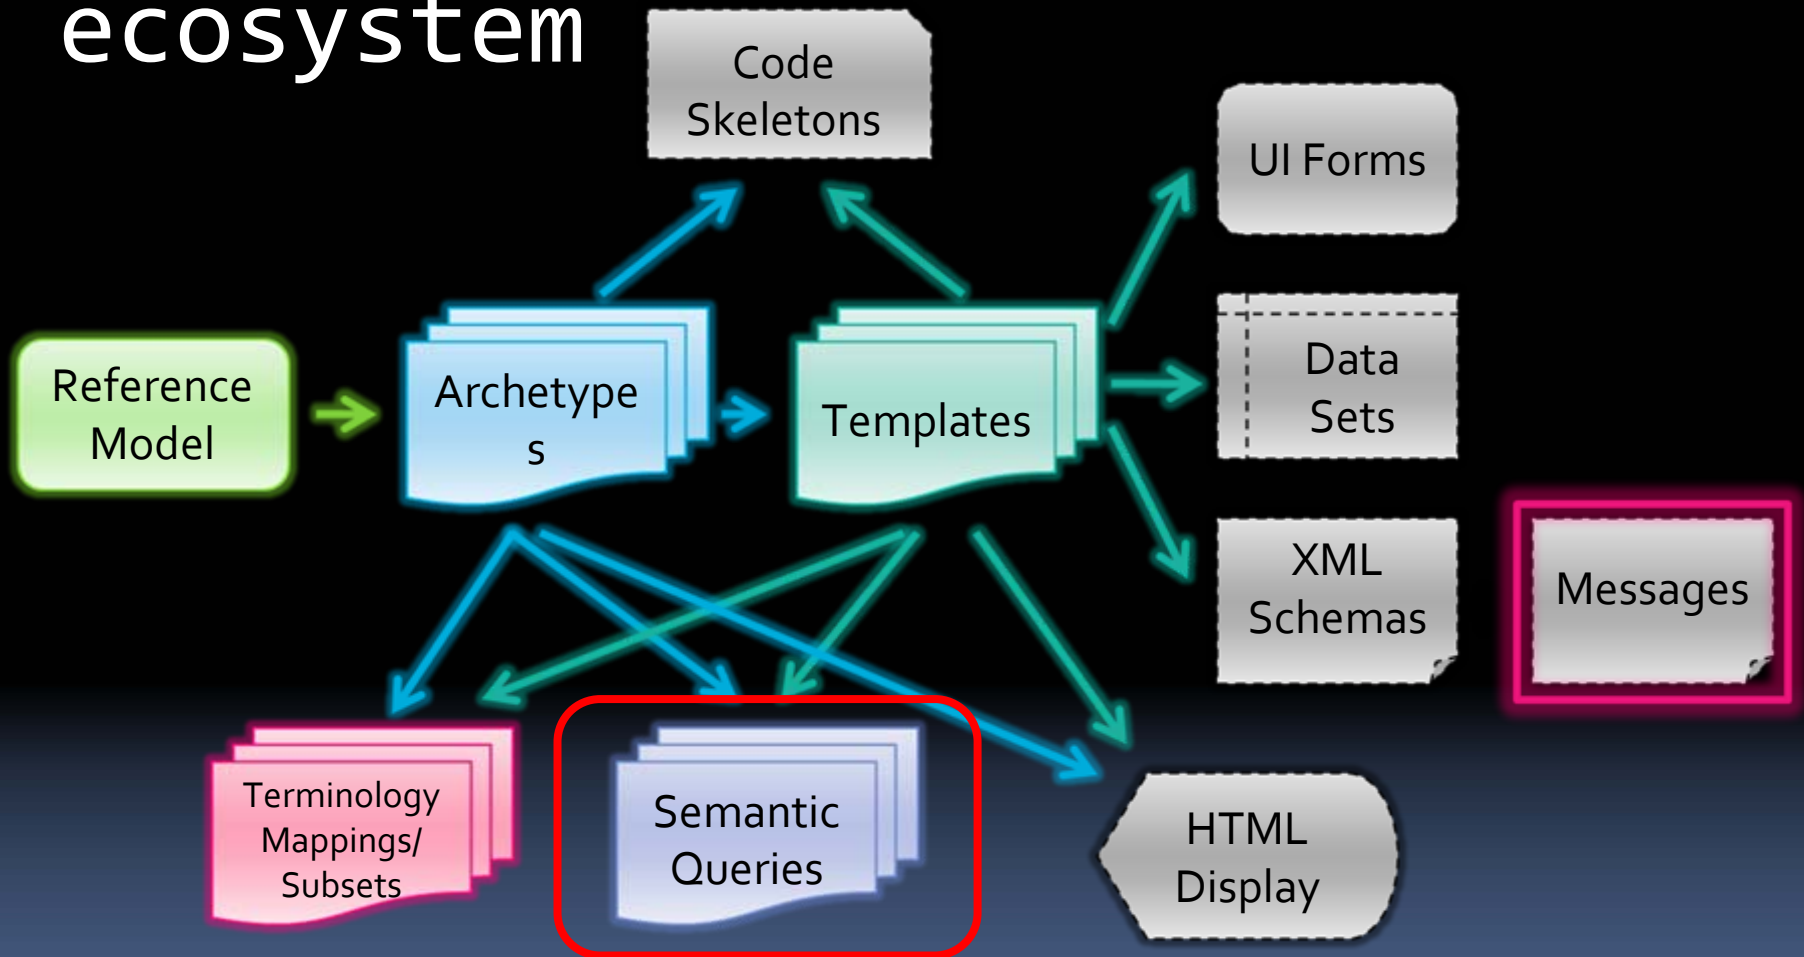 ecosystem
Code
Skeletons
UI Forms
Reference
Model
Archetype
s
Templates
Data
Sets
XML
Schemas
Messages
Terminology
Mappings/
Subsets
Semantic
Queries
HTML
Display